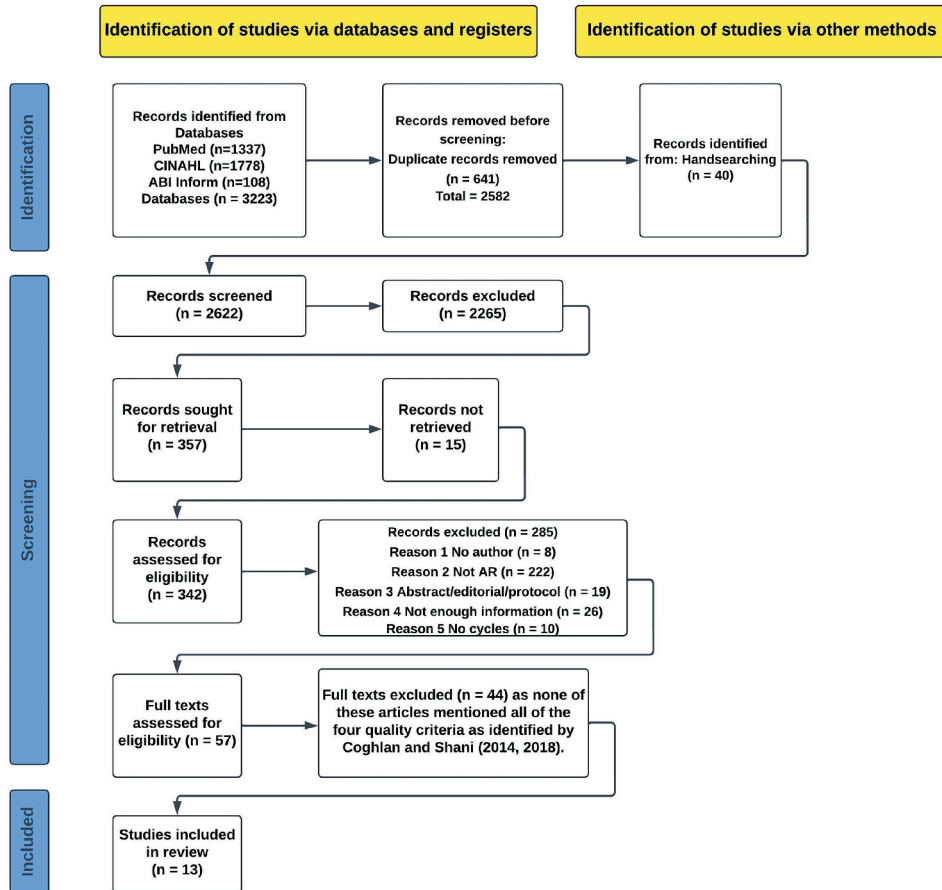 Identification of studies via databases and registers
Identification of studies via other methods
Identification
Records identified from
Databases
PubMed (n=1337)
CINAHL (n=1778)
ABI Inform (n=108)
Databases (n = 3223)
Records removed before
screening:
Duplicate records removed
(n = 641)
Total = 2582
Records identified
from: Handsearching
(n = 40)
Screening
Records screened
(n = 2622)
Records excluded
(n = 2265)
Records sought
for retrieval
(n = 357)
Records not
retrieved
(n = 15)
Records
assessed for
eligibility
(n = 342)
Records excluded (n = 285)
Reason 1 No author (n = 8)
Reason 2 Not AR (n = 222)
Reason 3 Abstract/editorial/protocol (n = 19)
Reason 4 Not enough information (n = 26)
Reason 5 No cycles (n = 10)
Full texts
assessed for
eligibility (n = 57)
Full texts excluded (n = 44) as none of
these articles mentioned all of the
four quality criteria as identified by
Coghlan and Shani (2014, 2018).
Included
Studies included
in review
(n = 13)